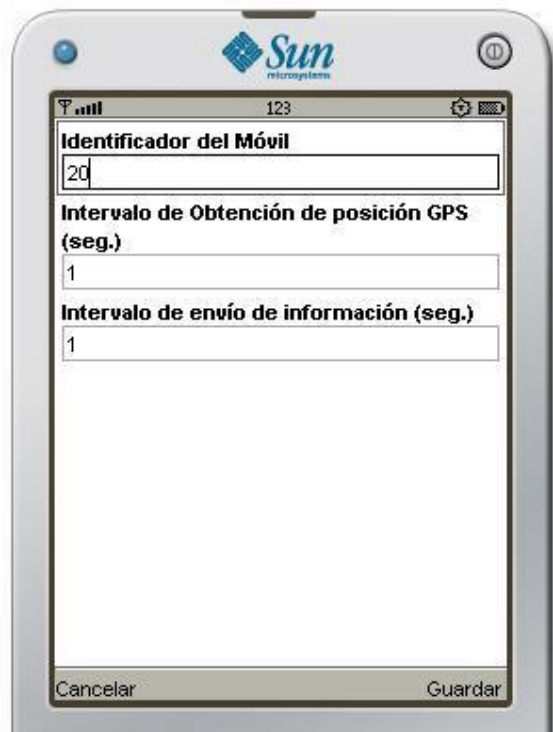 Sun
microsystems
123
Identificador del Móvil
20
Intervalo de Obtención de posición GPS
(seg.)
1
Intervalo de envío de información (seg.)
1
Cancelar Guardar